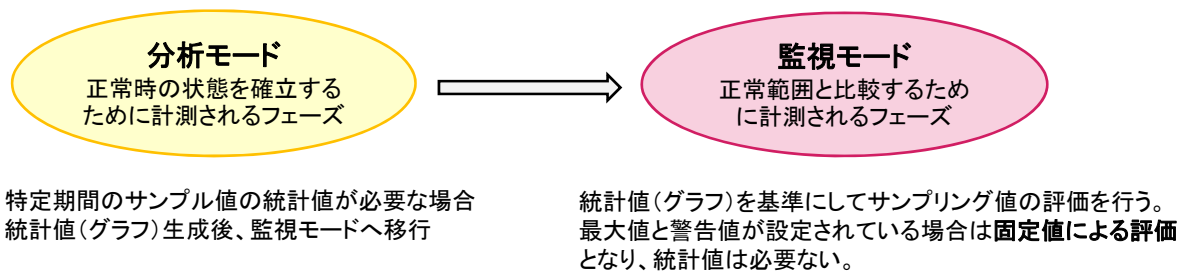 分析モード
正常時の状態を確立する
ために計測されるフェーズ
監視モード
正常範囲と比較するため
に計測されるフェーズ
特定期間のサンプル値の統計値が必要な場合
統計値（グラフ）生成後、監視モードへ移行
統計値（グラフ）を基準にしてサンプリング値の評価を行う。
最大値と警告値が設定されている場合は固定値による評価
となり、統計値は必要ない。